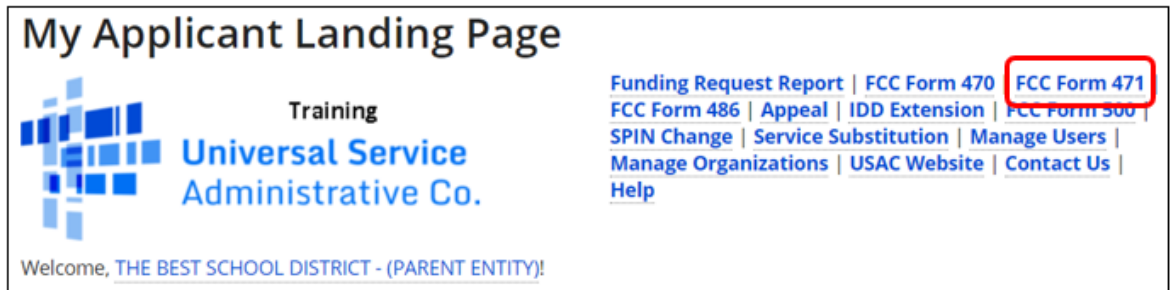 My Applicant Landing Page
Training
Universal Service
Administrative Co.
Funding Request Report | FCC Form 470 | FCC Form 471 |
FCC Form 486 | Appeal | IDD Extension | FCC Form 500 |
SPIN Change | Service Substitution | Manage Users |
Manage Organizations | USAC Website | Contact Us |
Help
Welcome, THE BEST SCHOOL DISTRICT - (PARENT ENTITY)!